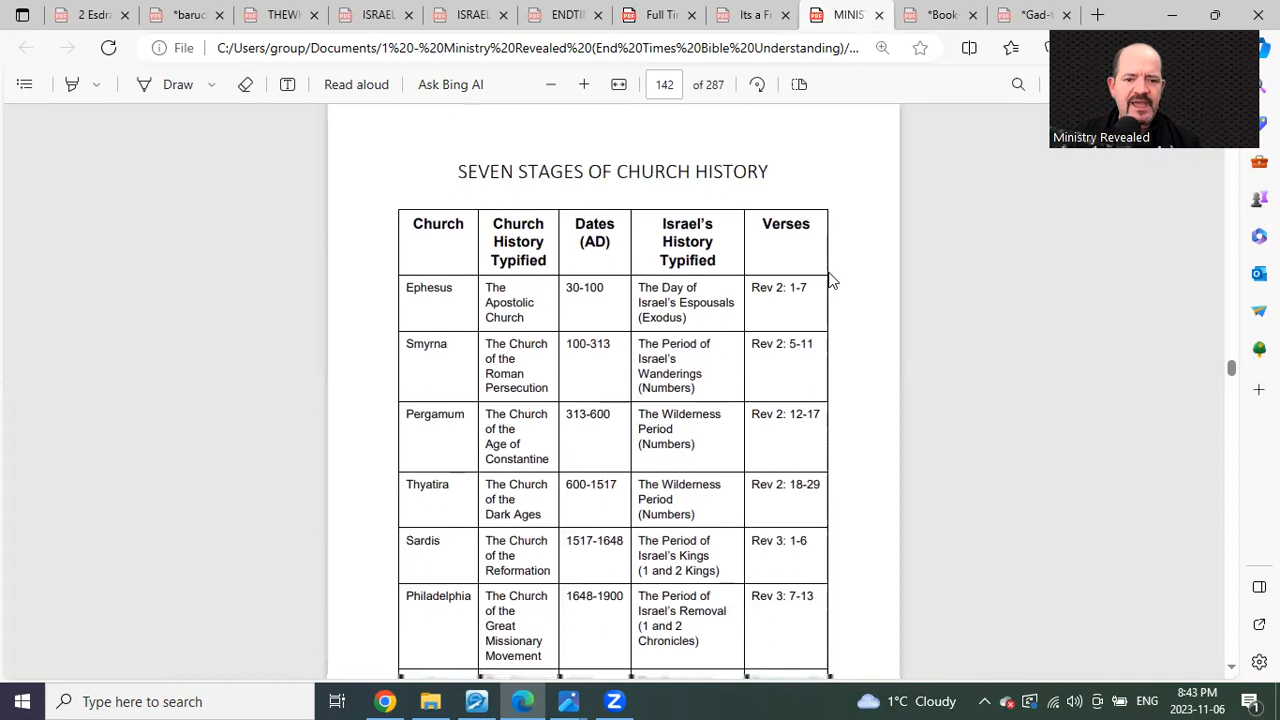 2 Esdra
*baruc
THEWH
ISRAEL
ISRAEL
ENDTIN
Full Tim
Its a Fr
MINIS
*Book-
*Gad-t
File
C:/Users/group/Documents/1%20-%20Ministry%20Revealed%20(End%20Times%20Bible%20Understanding)/...
Draw
Read aloud
Ask Bing AI
142
of 287
Ministry Revealed
SEVEN STAGES OF CHURCH HISTORY
Church
Church
History
Typified
Dates
(AD)
Israel's
History
Typified
Verses
Ephesus
The
Apostolic
Church
30-100
The Day of
Israel's Espousals
(Exodus)
Rev 2: 1-7
Smyrna
The Church
of the
Roman
Persecution
100-313
The Period of
Israel's
Wanderings
(Numbers)
Rev 2: 5-11
Pergamum
The Church
of the
Age of
Constantine
313-600
The Wilderness
Period
(Numbers)
Rev 2: 12-17
Thyatira
The Church
of the
Dark Ages
600-1517
The Wilderness
Period
(Numbers)
Rev 2: 18-29
Sardis
The Church
of the
Reformation
1517-1648
The Period of
Israel's Kings
(1 and 2 Kings)
Rev 3: 1-6
Philadelphia
The Church
of the
Great
Missionary
Movement
1648-1900
The Period of
Israel's Removal
(1 and 2
Chronicles)
Rev 3: 7-13
Type here to search
1°C Cloudy
ENG
8:43 PM
2023-11-06